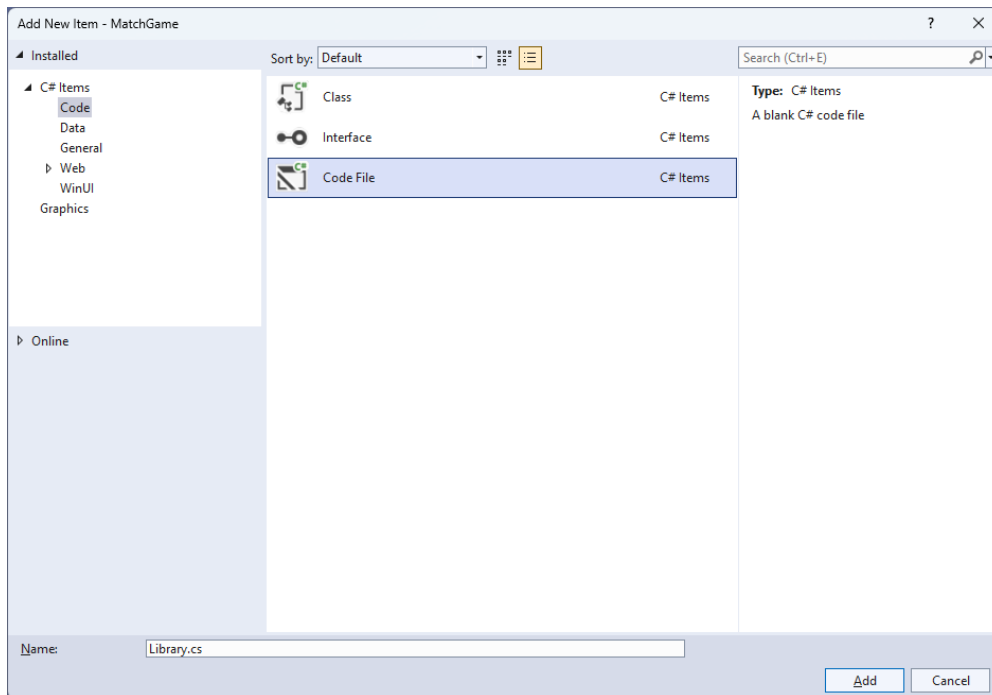 Add New Item - MatchGame
?
Installed
Sort by: Default
Search (Ctrl+E)
C# Items
Code
Data
General
Web
WinUI
Graphics
Online
Class C# Items
Interface C# Items
Code File C# Items
Type: C# Items
A blank C# code file
Name: Library.cs
Add Cancel